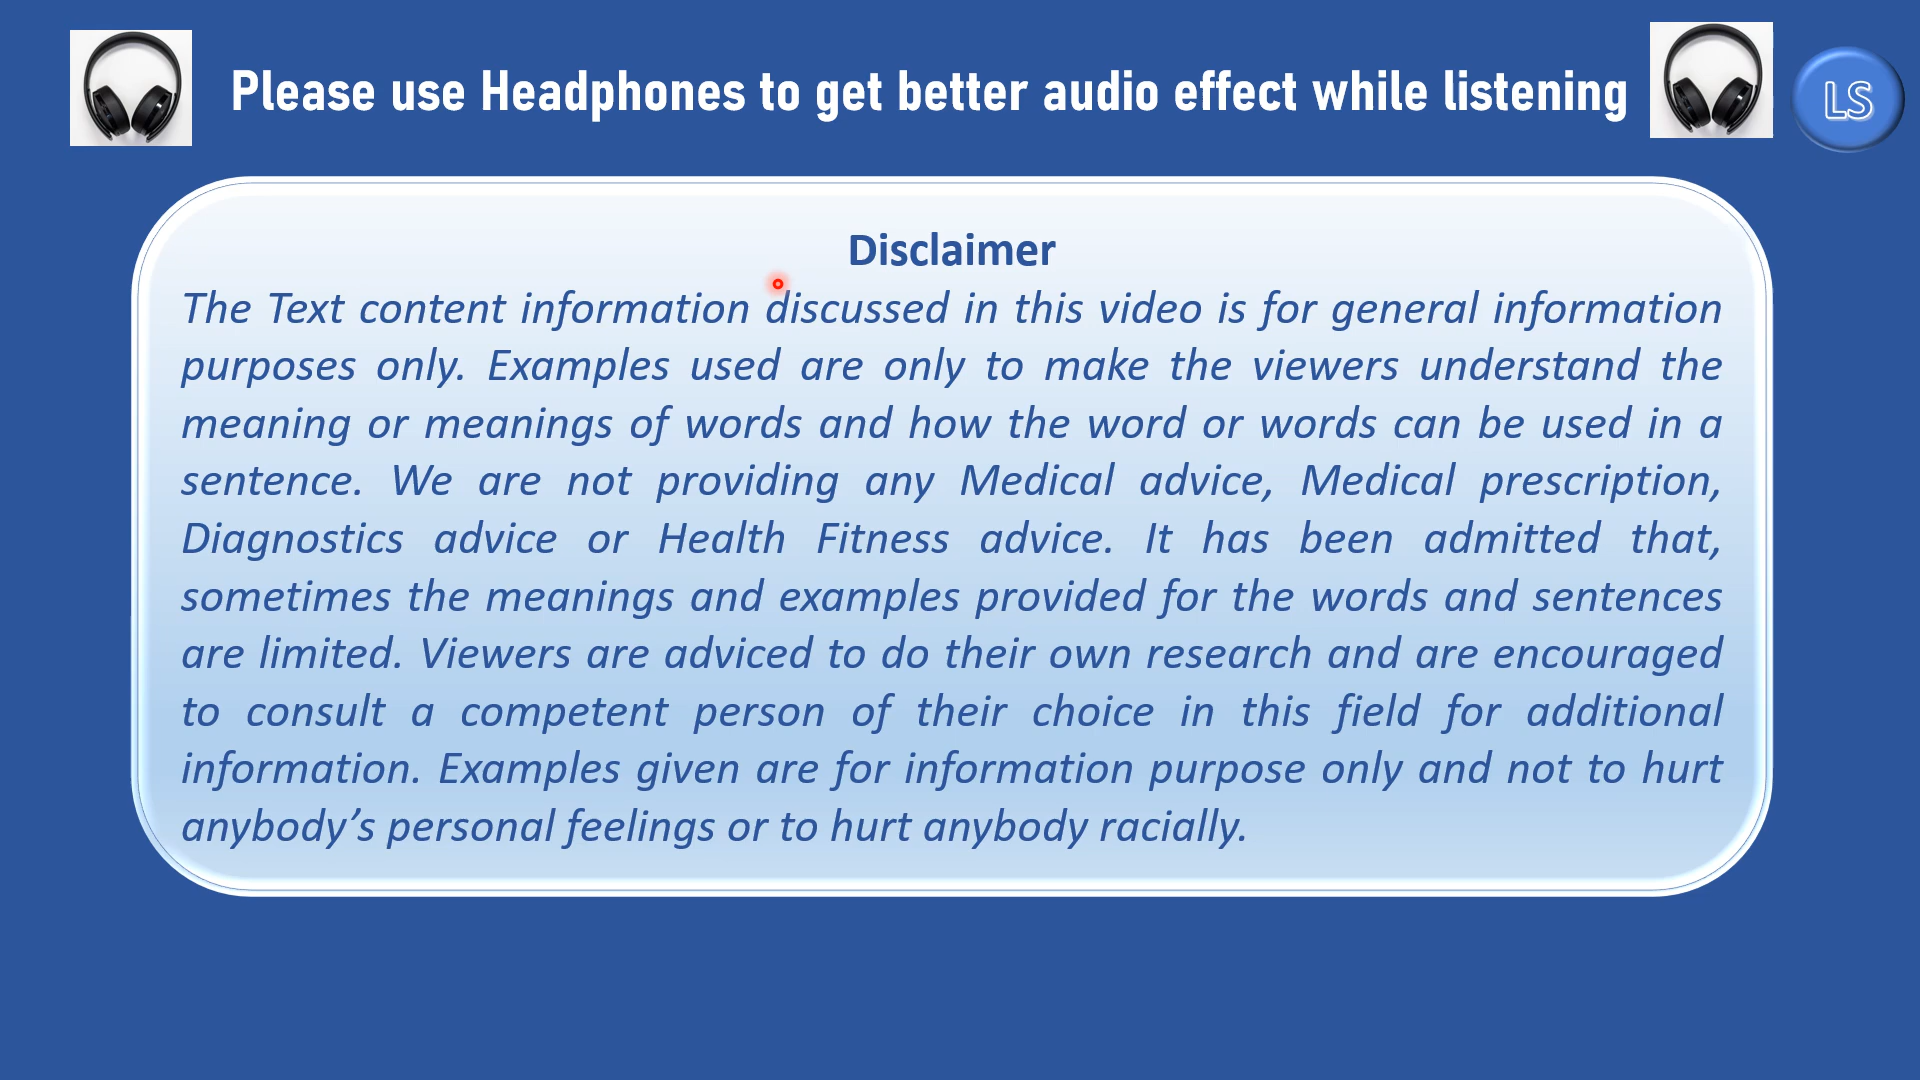 Please use Headphones to get better audio effect while listening
LS
Disclaimer
The Text content information discussed in this video is for general information
purposes only. Examples used are only to make the viewers understand the
meaning or meanings of words and how the word or words can be used in a
sentence. We are not providing any Medical advice, Medical prescription,
Diagnostics advice or Health Fitness advice. It has been admitted that,
sometimes the meanings and examples provided for the words and sentences
are limited. Viewers are adviced to do their own research and are encouraged
to consult a competent person of their choice in this field for additional
information. Examples given are for information purpose only and not to hurt
anybody’s personal feelings or to hurt anybody racially.